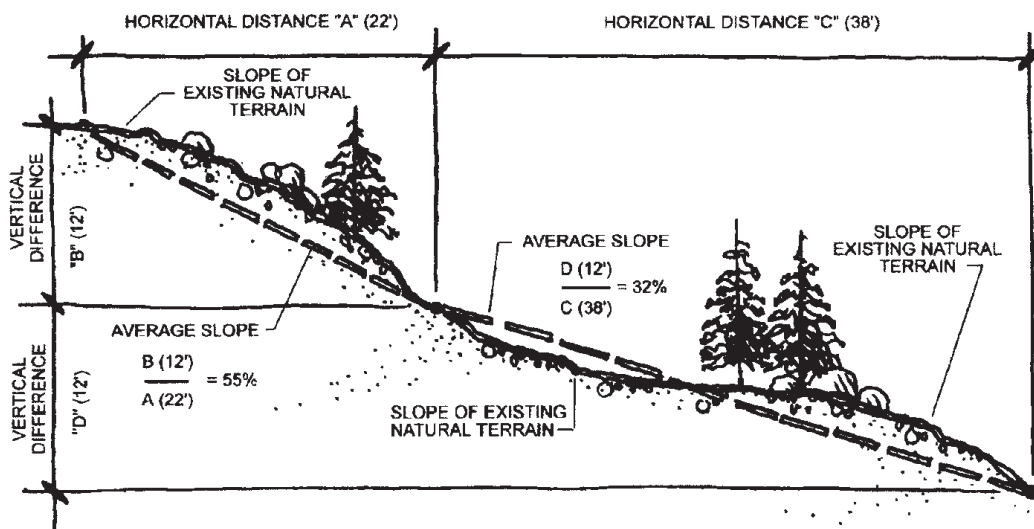 HORIZONTAL DISTANCE "A" (22')
HORIZONTAL DISTANCE "C" (38')
SLOPE OF
EXISTING NATURAL
TERRAIN
VERTICAL
DIFFERENCE
"B" (12')
AVERAGE SLOPE
D (12')
C (38')
= 32%
SLOPE OF
EXISTING NATURAL
TERRAIN
AVERAGE SLOPE
B (12')
A (22')
= 55%
VERTICAL
DIFFERENCE
"D" (12')
SLOPE OF EXISTING
NATURAL TERRAIN